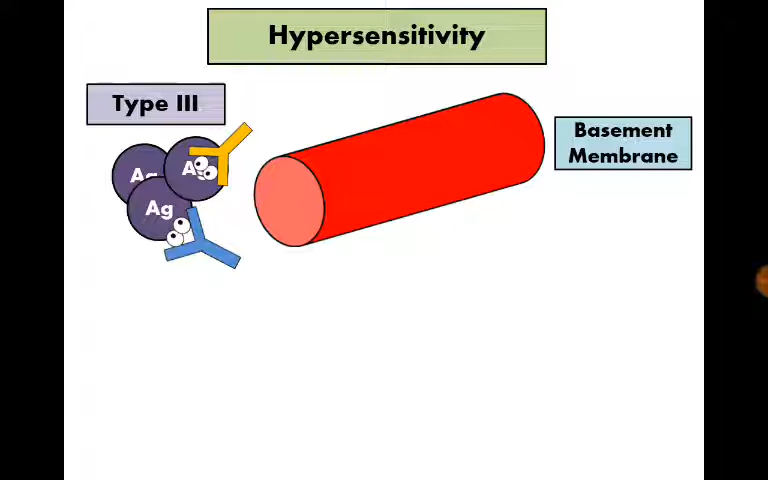 Hypersensitivity
Type III
Basement
Membrane
Ag